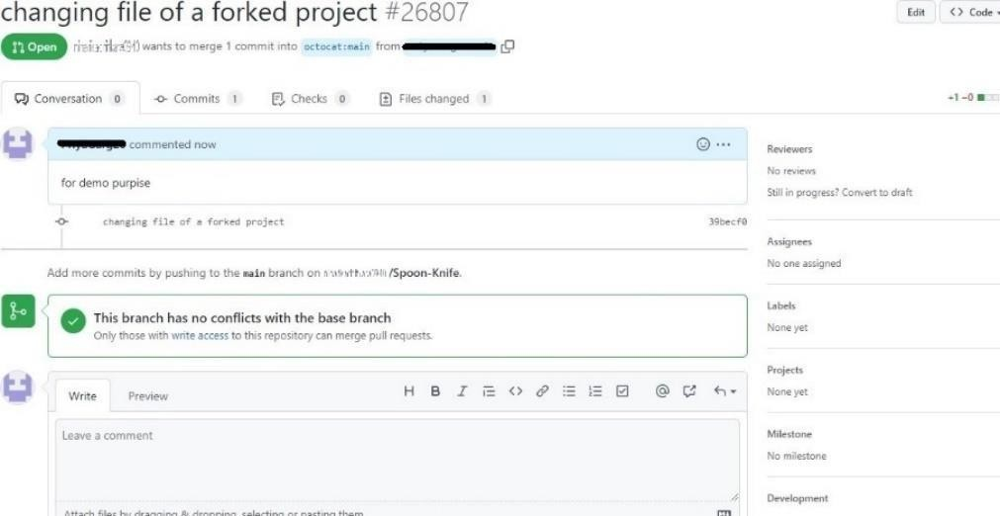 changing file of a forked project #26807
Edit
Code
Open
wants to merge 1 commit into octocat:main from
Conversation 0
Commits 1
Checks 0
Files changed 1
+1 −0
commented now
for demo purpise
changing file of a forked project
39becf0
Add more commits by pushing to the main branch on /Spoon-Knife.
This branch has no conflicts with the base branch
Only those with write access to this repository can merge pull requests.
Write
Preview
Leave a comment
Attach files by dragging & dropping, selecting or pasting them.
Reviewers
No reviews
Still in progress? Convert to draft
Assignees
No one assigned
Labels
None yet
Projects
None yet
Milestone
No milestone
Development